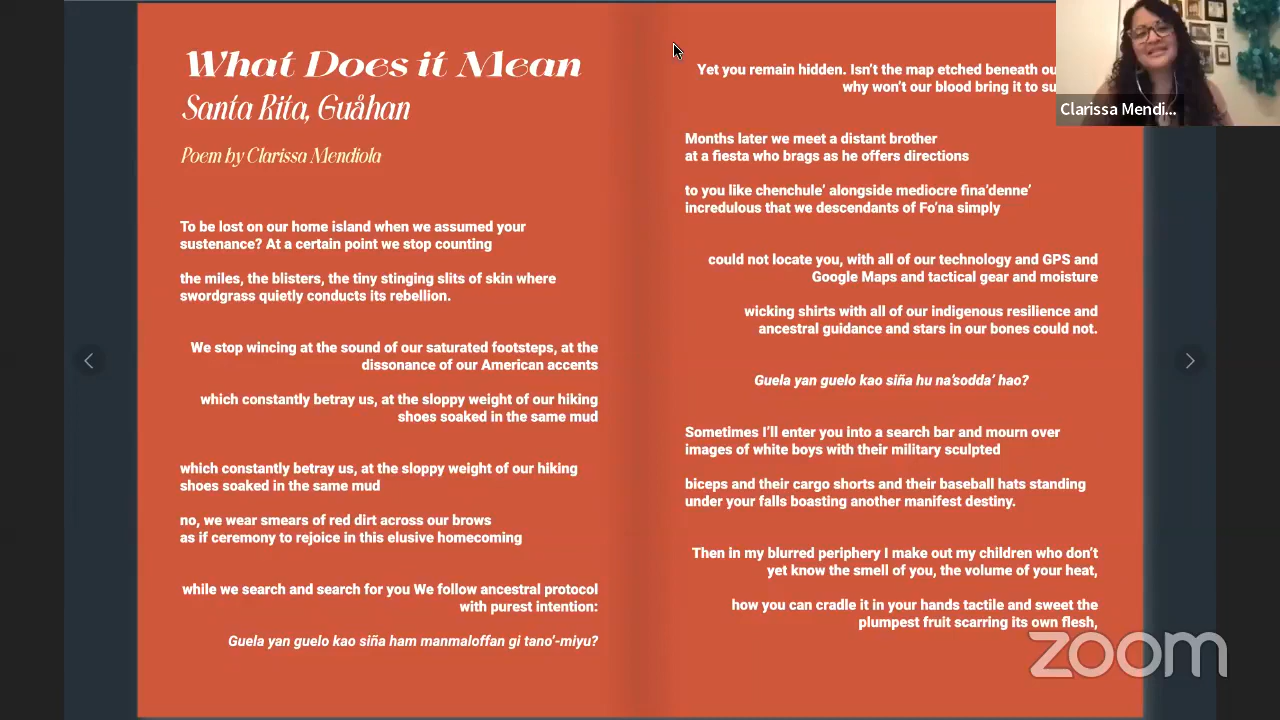 What Does it Mean
Santa Rita, Guåhan
Poem by Clarissa Mendiola
To be lost on our home island when we assumed your
sustenance? At a certain point we stop counting
the miles, the blisters, the tiny stinging slits of skin where
swordgrass quietly conducts its rebellion.
We stop wincing at the sound of our saturated footsteps, at the
dissonance of our American accents
which constantly betray us, at the sloppy weight of our hiking
shoes soaked in the same mud
which constantly betray us, at the sloppy weight of our hiking
shoes soaked in the same mud
no, we wear smears of red dirt across our brows
as if ceremony to rejoice in this elusive homecoming
while we search and search for you We follow ancestral protocol
with purest intention:
Guela yan guelo kao siña ham manmaloffan gi tano'-miyu?
Yet you remain hidden. Isn't the map etched beneath
why won't our blood bring it to
Months later we meet a distant brother
at a fiesta who brags as he offers directions
to you like chenchule' alongside mediocre fina'denne'
incredulous that we descendants of Fo'na simply
could not locate you, with all of our technology and GPS and
Google Maps and tactical gear and moisture
wicking shirts with all of our indigenous resilience and
ancestral guidance and stars in our bones could not.
Guela yan guelo kao siña hu na'sodda' hao?
Sometimes I'll enter you into a search bar and mourn over
images of white boys with their military sculpted
biceps and their cargo shorts and their baseball hats standing
under your falls boasting another manifest destiny.
Then in my blurred periphery I make out my children who don't
yet know the smell of you, the volume of your heat,
how you can cradle it in your hands tactile and sweet the
plumpest fruit scarring its own flesh,
Clarissa Mendi...
zoom